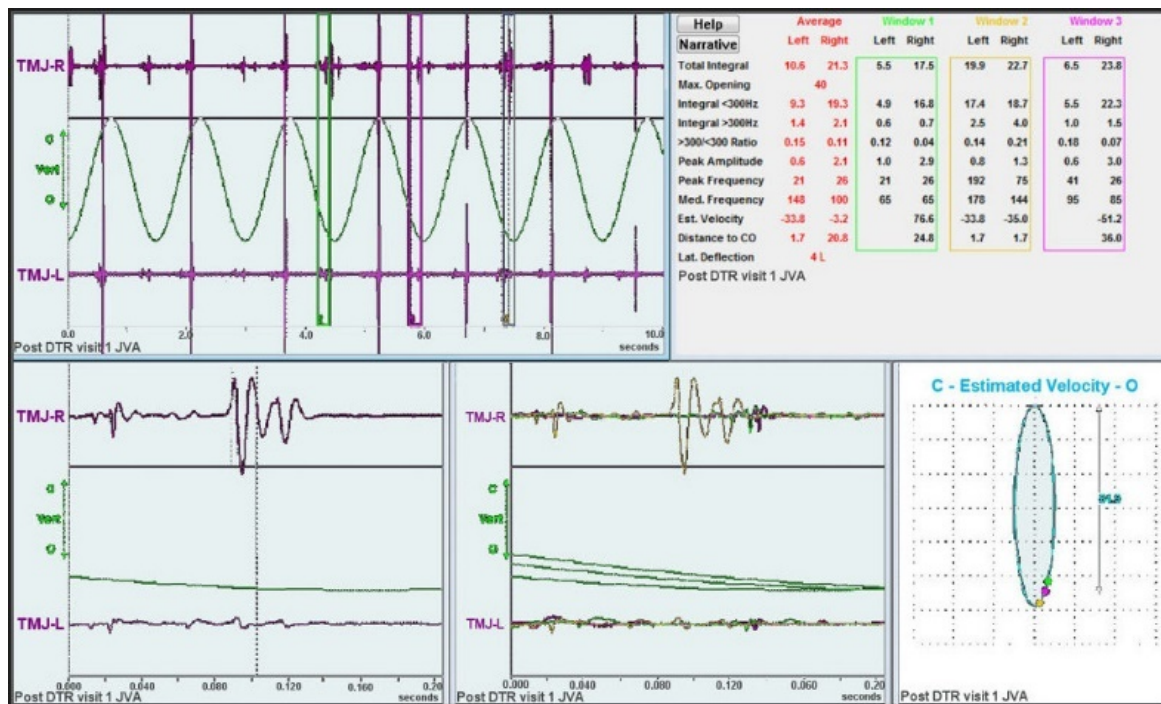 TMJ-R
C
Vert
O
TMJ-L
0.0 2.0 4.0 6.0 8.0 10.0
seconds
Post DTR visit 1 JVA
Help Average Window 1 Window 2 Window 3
Narrative Left Right Left Right Left Right Left Right
Total Integral 10.6 21.3 5.5 17.5 19.9 22.7 6.5 23.8
Max. Opening 40
Integral <300Hz 9.3 19.3 4.9 16.8 17.4 18.7 5.5 22.3
Integral >300Hz 1.4 2.1 0.6 0.7 2.5 4.0 1.0 1.5
>300/<300 Ratio 0.15 0.11 0.12 0.04 0.14 0.21 0.18 0.07
Peak Amplitude 0.6 2.1 1.0 2.9 0.8 1.3 0.6 3.0
Peak Frequency 21 26 21 26 192 75 41 26
Med. Frequency 148 100 65 65 178 144 95 85
Est. Velocity -33.8 -3.2 76.6 -33.8 -35.0 -51.2
Distance to CO 1.7 20.8 24.8 1.7 1.7 36.0
Lat. Deflection 4 L
Post DTR visit 1 JVA
TMJ-R
Vert
O
TMJ-L
0.000 0.040 0.080 0.120 0.160 0.20
seconds
Post DTR visit 1 JVA
TMJ-R
C
Vert
TMJ-L
0.000 0.040 0.080 0.120 0.060 0.20
seconds
Post DTR visit 1 JVA
C - Estimated Velocity - O
Post DTR visit 1 JVA